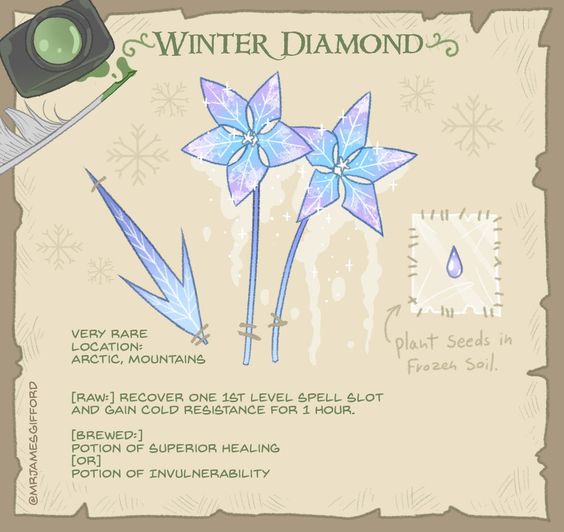 WINTER DIAMOND
plant Seeds in
Frozen Soil.
VERY RARE
LOCATION:
ARCTIC, MOUNTAINS
[RAW:] RECOVER ONE 1ST LEVEL SPELL SLOT
AND GAIN COLD RESISTANCE FOR 1 HOUR.
[BREWED:]
POTION OF SUPERIOR HEALING
[OR]
POTION OF INVULNERABILITY
@MRJAMESGIFFORD